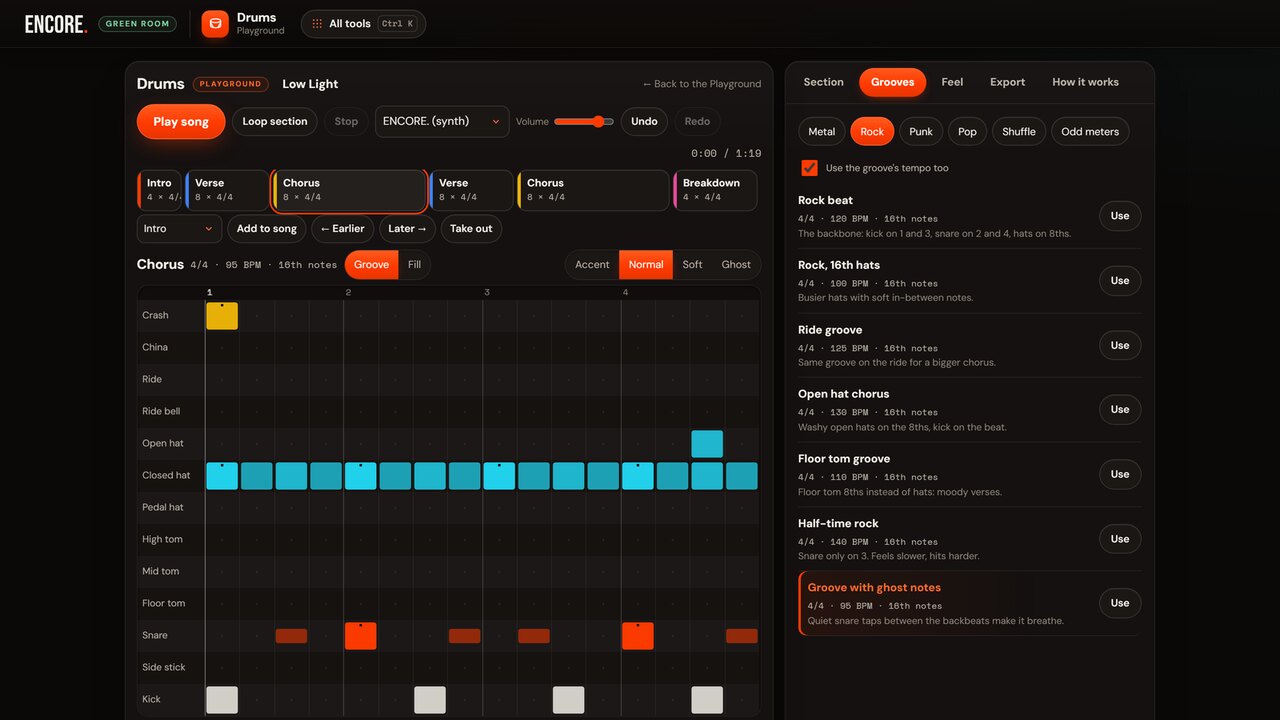 ENCORE.
GREEN ROOM
Drums
Playground
All tools Ctrl K
Drums PLAYGROUND Low Light
← Back to the Playground
Play song Loop section Stop ENCORE. (synth) Volume Undo Redo
0:00 / 1:19
Intro
4 × 4/4
Verse
8 × 4/4
Chorus
8 × 4/4
Verse
8 × 4/4
Chorus
8 × 4/4
Breakdown
4 × 4/4
Intro Add to song ← Earlier Later → Take out
Chorus 4/4 · 95 BPM · 16th notes Groove Fill Accent Normal Soft Ghost
1 2 3 4
Crash
China
Ride
Ride bell
Open hat
Closed hat
Pedal hat
High tom
Mid tom
Floor tom
Snare
Side stick
Kick
Section Grooves Feel Export How it works
Metal Rock Punk Pop Shuffle Odd meters
Use the groove's tempo too
Rock beat
4/4 · 120 BPM · 16th notes
The backbone: kick on 1 and 3, snare on 2 and 4, hats on 8ths.
Use
Rock, 16th hats
4/4 · 100 BPM · 16th notes
Busier hats with soft in-between notes.
Use
Ride groove
4/4 · 125 BPM · 16th notes
Same groove on the ride for a bigger chorus.
Use
Open hat chorus
4/4 · 130 BPM · 16th notes
Washy open hats on the 8ths, kick on the beat.
Use
Floor tom groove
4/4 · 110 BPM · 16th notes
Floor tom 8ths instead of hats: moody verses.
Use
Half-time rock
4/4 · 140 BPM · 16th notes
Snare only on 3. Feels slower, hits harder.
Use
Groove with ghost notes
4/4 · 95 BPM · 16th notes
Quiet snare taps between the backbeats make it breathe.
Use